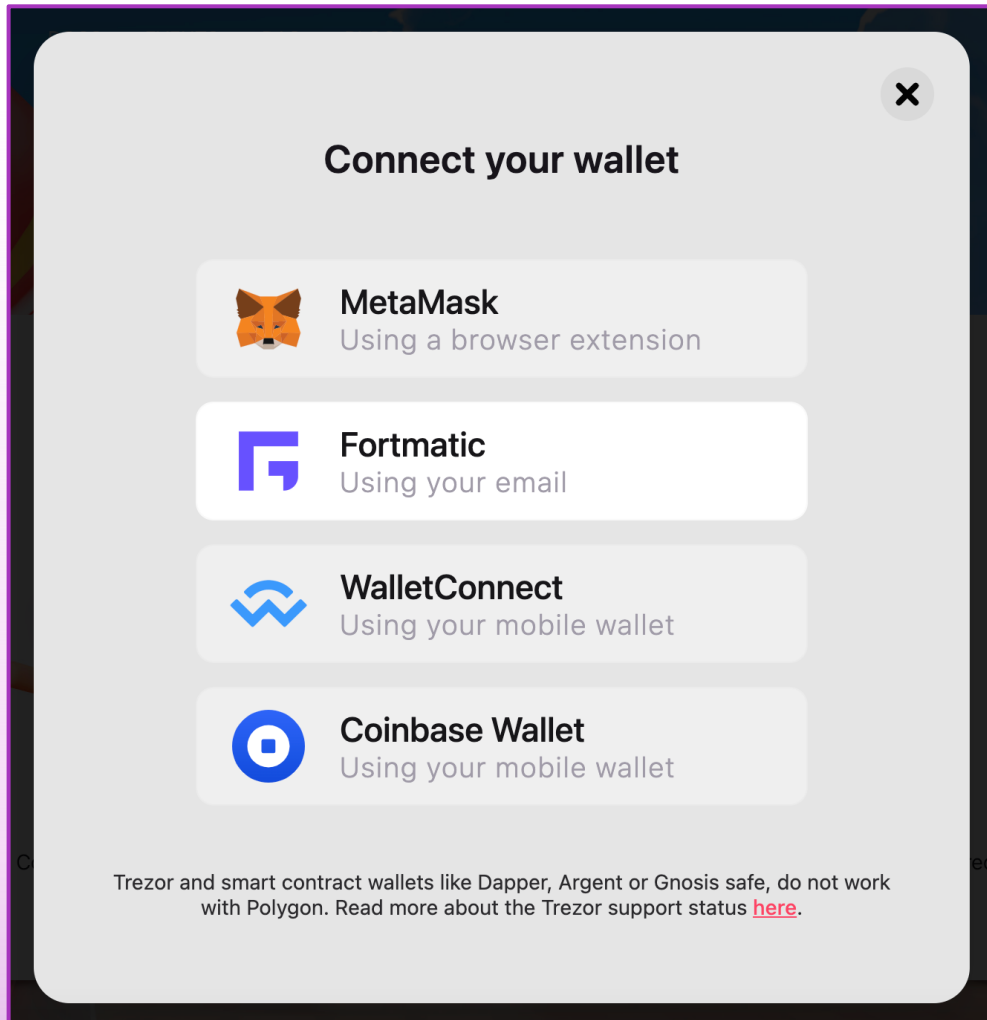 Connect your wallet
MetaMask
Using a browser extension
Fortmatic
Using your email
WalletConnect
Using your mobile wallet
Coinbase Wallet
Using your mobile wallet
Trezor and smart contract wallets like Dapper, Argent or Gnosis safe, do not work
with Polygon. Read more about the Trezor support status here.